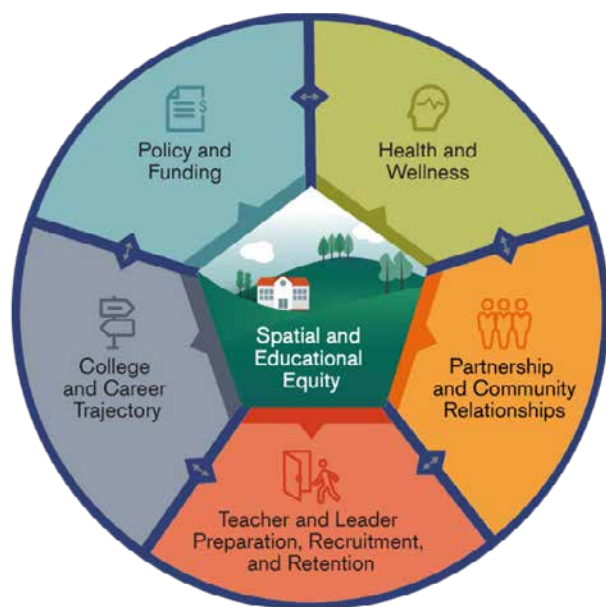 $
Policy and
Funding
Health and
Wellness
Spatial and
Educational
Equity
College
and Career
Trajectory
Partnership
and Community
Relationships
Teacher and Leader
Preparation, Recruitment,
and Retention